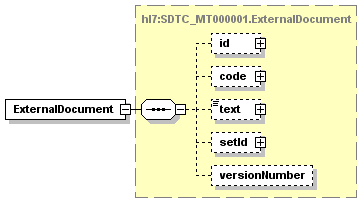 hl7:SDTC_MT000001.ExternalDocument
id
code
ExternalDocument
text
setId
versionNumber